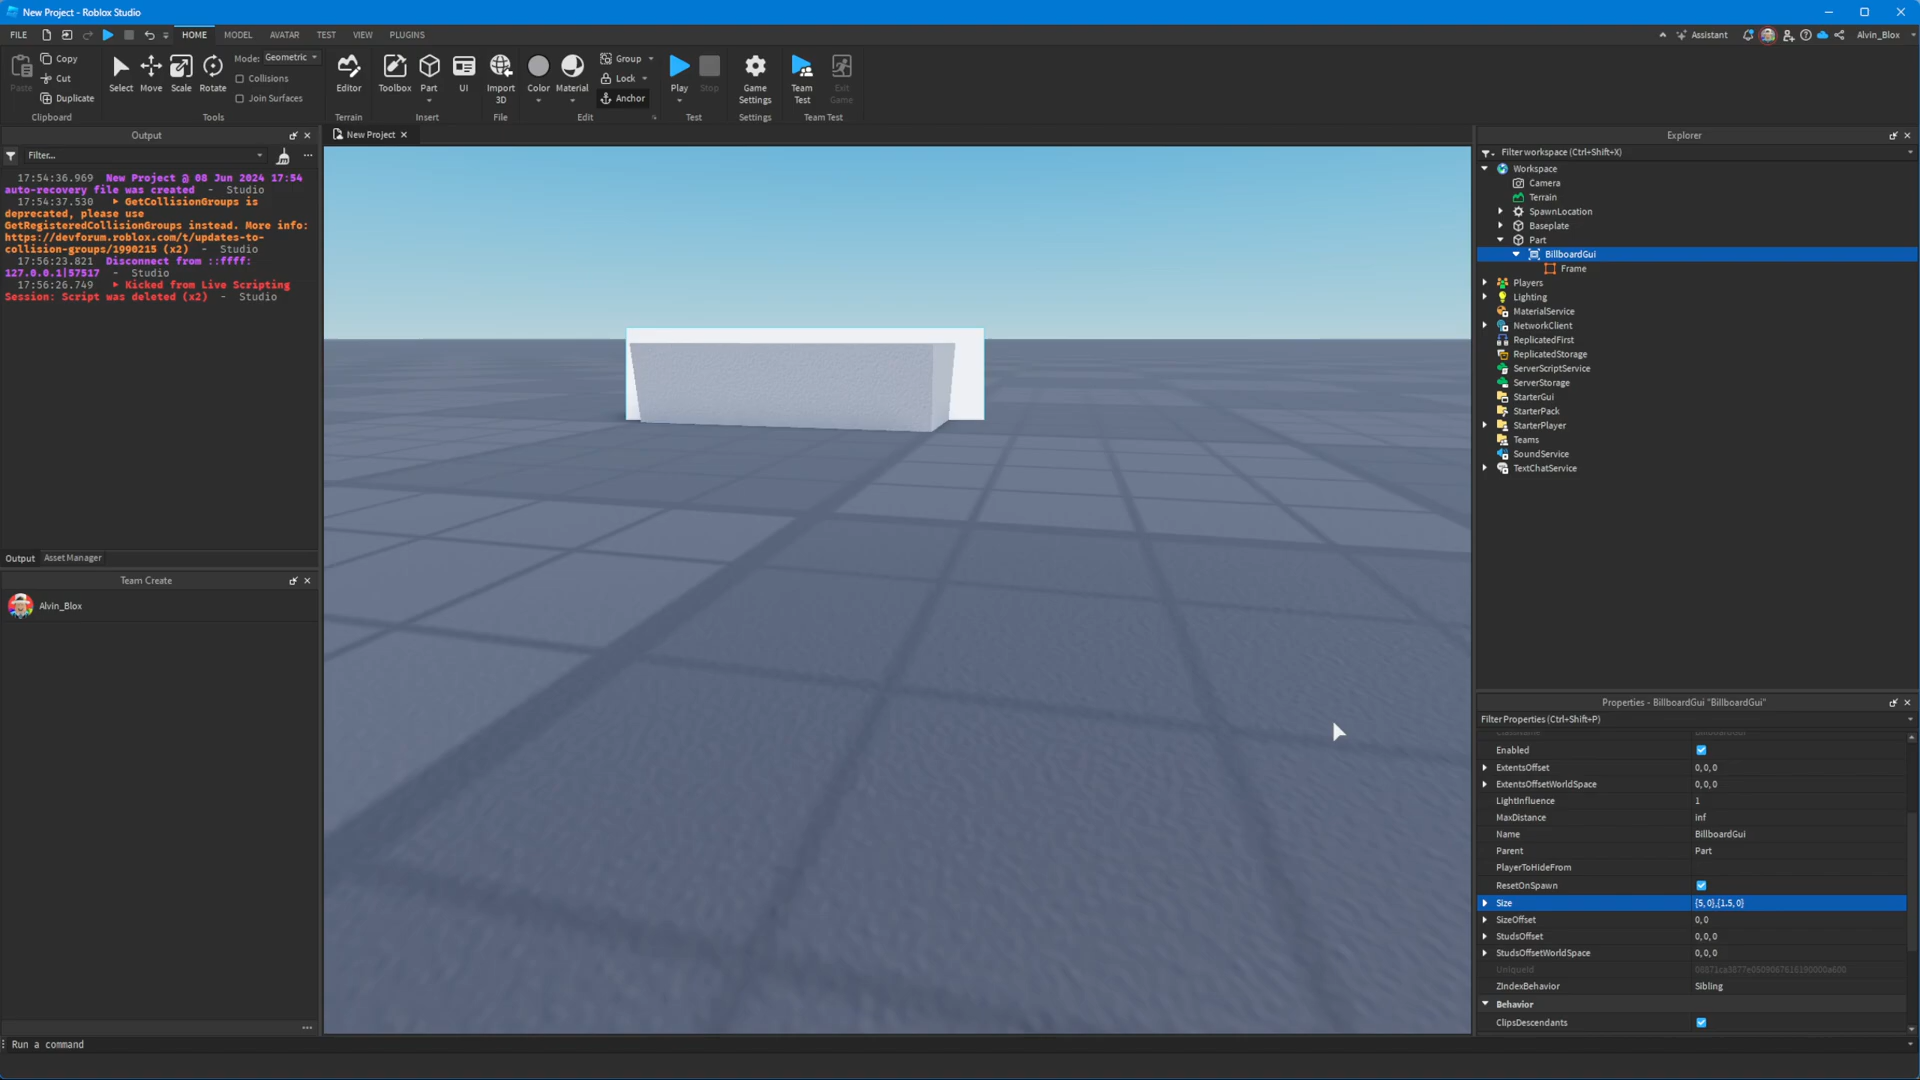 New Project - Roblox Studio
FILE
HOME
MODEL
AVATAR
TEST
VIEW
PLUGINS
Assistant
Alvin_Blox
Paste
Copy
Cut
Duplicate
Clipboard
Select
Move
Scale
Rotate
Mode: Geometric
Collisions
Join Surfaces
Tools
Editor
Terrain
Toolbox
Part
UI
Insert
Import
3D
File
Color
Material
Group
Lock
Anchor
Edit
Play
Stop
Test
Game
Settings
Settings
Team
Test
Exit
Game
Team Test
Output
Filter...
17:54:36.969 New Project @ 08 Jun 2024 17:54
auto-recovery file was created - Studio
17:54:37.530 GetCollisionGroups is
deprecated, please use
GetRegisteredCollisionGroups instead. More info:
https://devforum.roblox.com/t/updates-to-
collision-groups/1990215 (x2) - Studio
17:56:23.821 Disconnect from ::ffff:
127.0.0.1|57517 - Studio
17:56:26.749 Kicked from Live Scripting
Session: Script was deleted (x2) - Studio
Output
Asset Manager
Team Create
Alvin_Blox
New Project
Explorer
Filter workspace (Ctrl+Shift+X)
Workspace
Camera
Terrain
SpawnLocation
Baseplate
Part
BillboardGui
Frame
Players
Lighting
MaterialService
NetworkClient
ReplicatedFirst
ReplicatedStorage
ServerScriptService
ServerStorage
StarterGui
StarterPack
StarterPlayer
Teams
SoundService
TextChatService
Properties - BillboardGui "BillboardGui"
Filter Properties (Ctrl+Shift+P)
Enabled
ExtentsOffset 0, 0, 0
ExtentsOffsetWorldSpace 0, 0, 0
LightInfluence 1
MaxDistance inf
Name BillboardGui
Parent Part
PlayerToHideFrom
ResetOnSpawn
Size {5, 0},{1.5, 0}
SizeOffset 0, 0
StudsOffset 0, 0, 0
StudsOffsetWorldSpace 0, 0, 0
UniqueId
ZIndexBehavior Sibling
Behavior
ClipsDescendants
Run a command